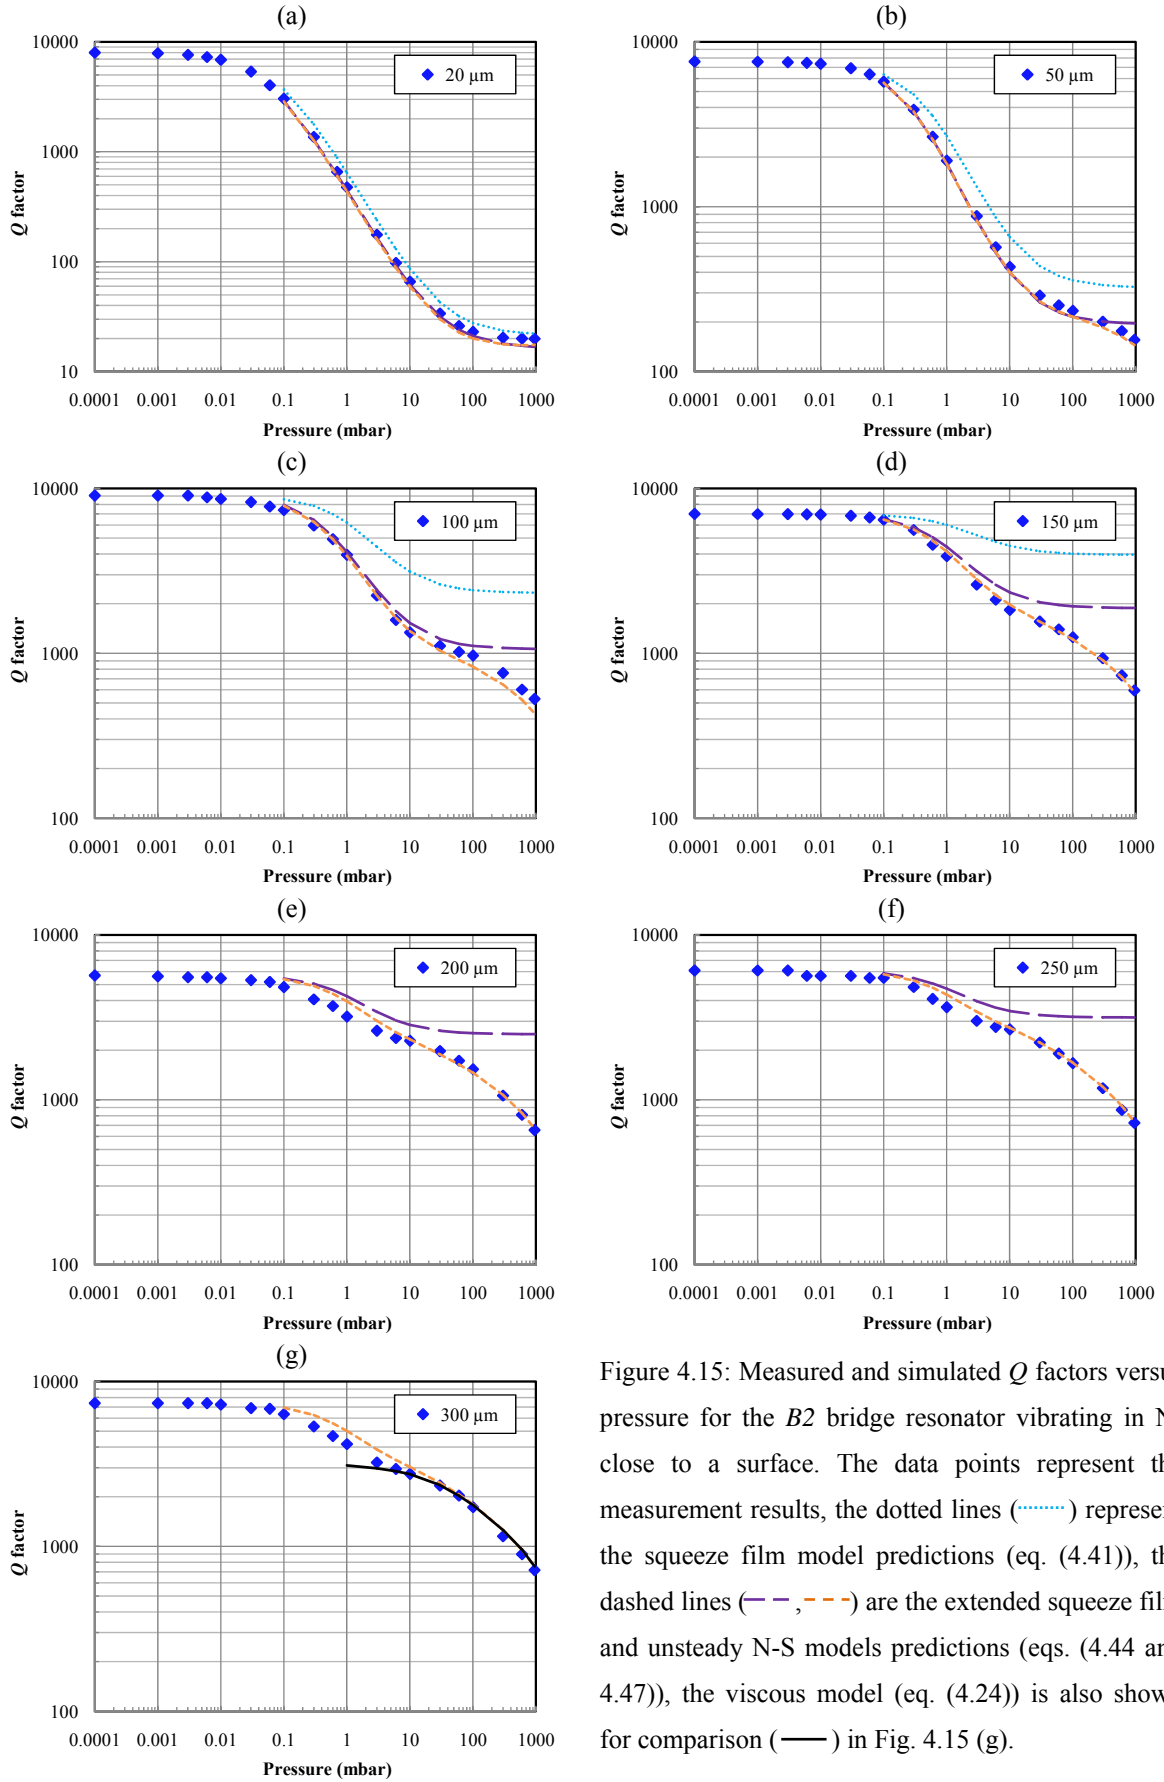 (a)
10000
1000
100
10
Q factor
20 µm
0.0001 0.001 0.01 0.1 1 10 100 1000
Pressure (mbar)
(b)
10000
1000
100
Q factor
50 µm
0.0001 0.001 0.01 0.1 1 10 100 1000
Pressure (mbar)
(c)
10000
1000
100
Q factor
100 µm
0.0001 0.001 0.01 0.1 1 10 100 1000
Pressure (mbar)
(d)
10000
1000
100
Q factor
150 µm
0.0001 0.001 0.01 0.1 1 10 100 1000
Pressure (mbar)
(e)
10000
1000
100
Q factor
200 µm
0.0001 0.001 0.01 0.1 1 10 100 1000
Pressure (mbar)
(f)
10000
1000
100
Q factor
250 µm
0.0001 0.001 0.01 0.1 1 10 100 1000
Pressure (mbar)
(g)
10000
1000
100
Q factor
300 µm
0.0001 0.001 0.01 0.1 1 10 100 1000
Pressure (mbar)
Figure 4.15: Measured and simulated Q factors versu
pressure for the B2 bridge resonator vibrating in N
close to a surface. The data points represent th
measurement results, the dotted lines ( ) represen
the squeeze film model predictions (eq. (4.41)), th
dashed lines ( , ) are the extended squeeze fil
and unsteady N-S models predictions (eqs. (4.44 an
4.47)), the viscous model (eq. (4.24)) is also show
for comparison ( ) in Fig. 4.15 (g).